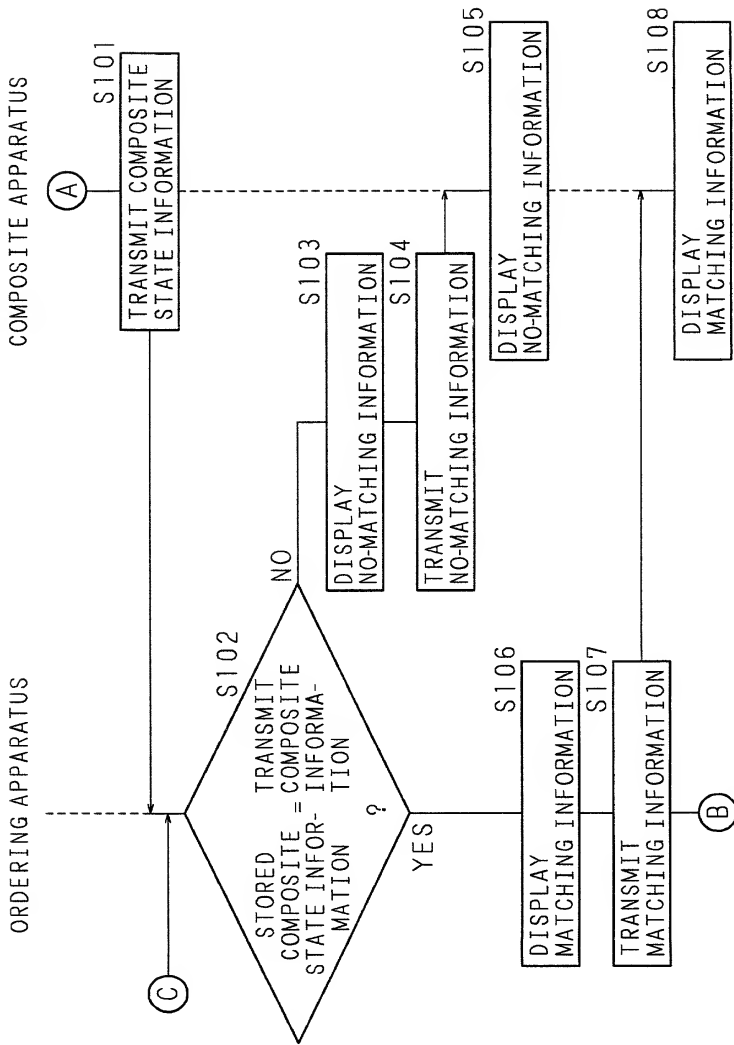 ORDERING APPARATUS
COMPOSITE APPARATUS
A
S101
TRANSMIT COMPOSITE
STATE INFORMATION
C
S102
STORED
COMPOSITE
STATE INFOR-
MATION
=
TRANSMIT
COMPOSITE
INFORMA-
TION
?
NO
YES
S103
DISPLAY
NO-MATCHING INFORMATION
S104
TRANSMIT
NO-MATCHING INFORMATION
S105
DISPLAY
NO-MATCHING INFORMATION
S106
DISPLAY
MATCHING INFORMATION
S107
TRANSMIT
MATCHING INFORMATION
S108
DISPLAY
MATCHING INFORMATION
B